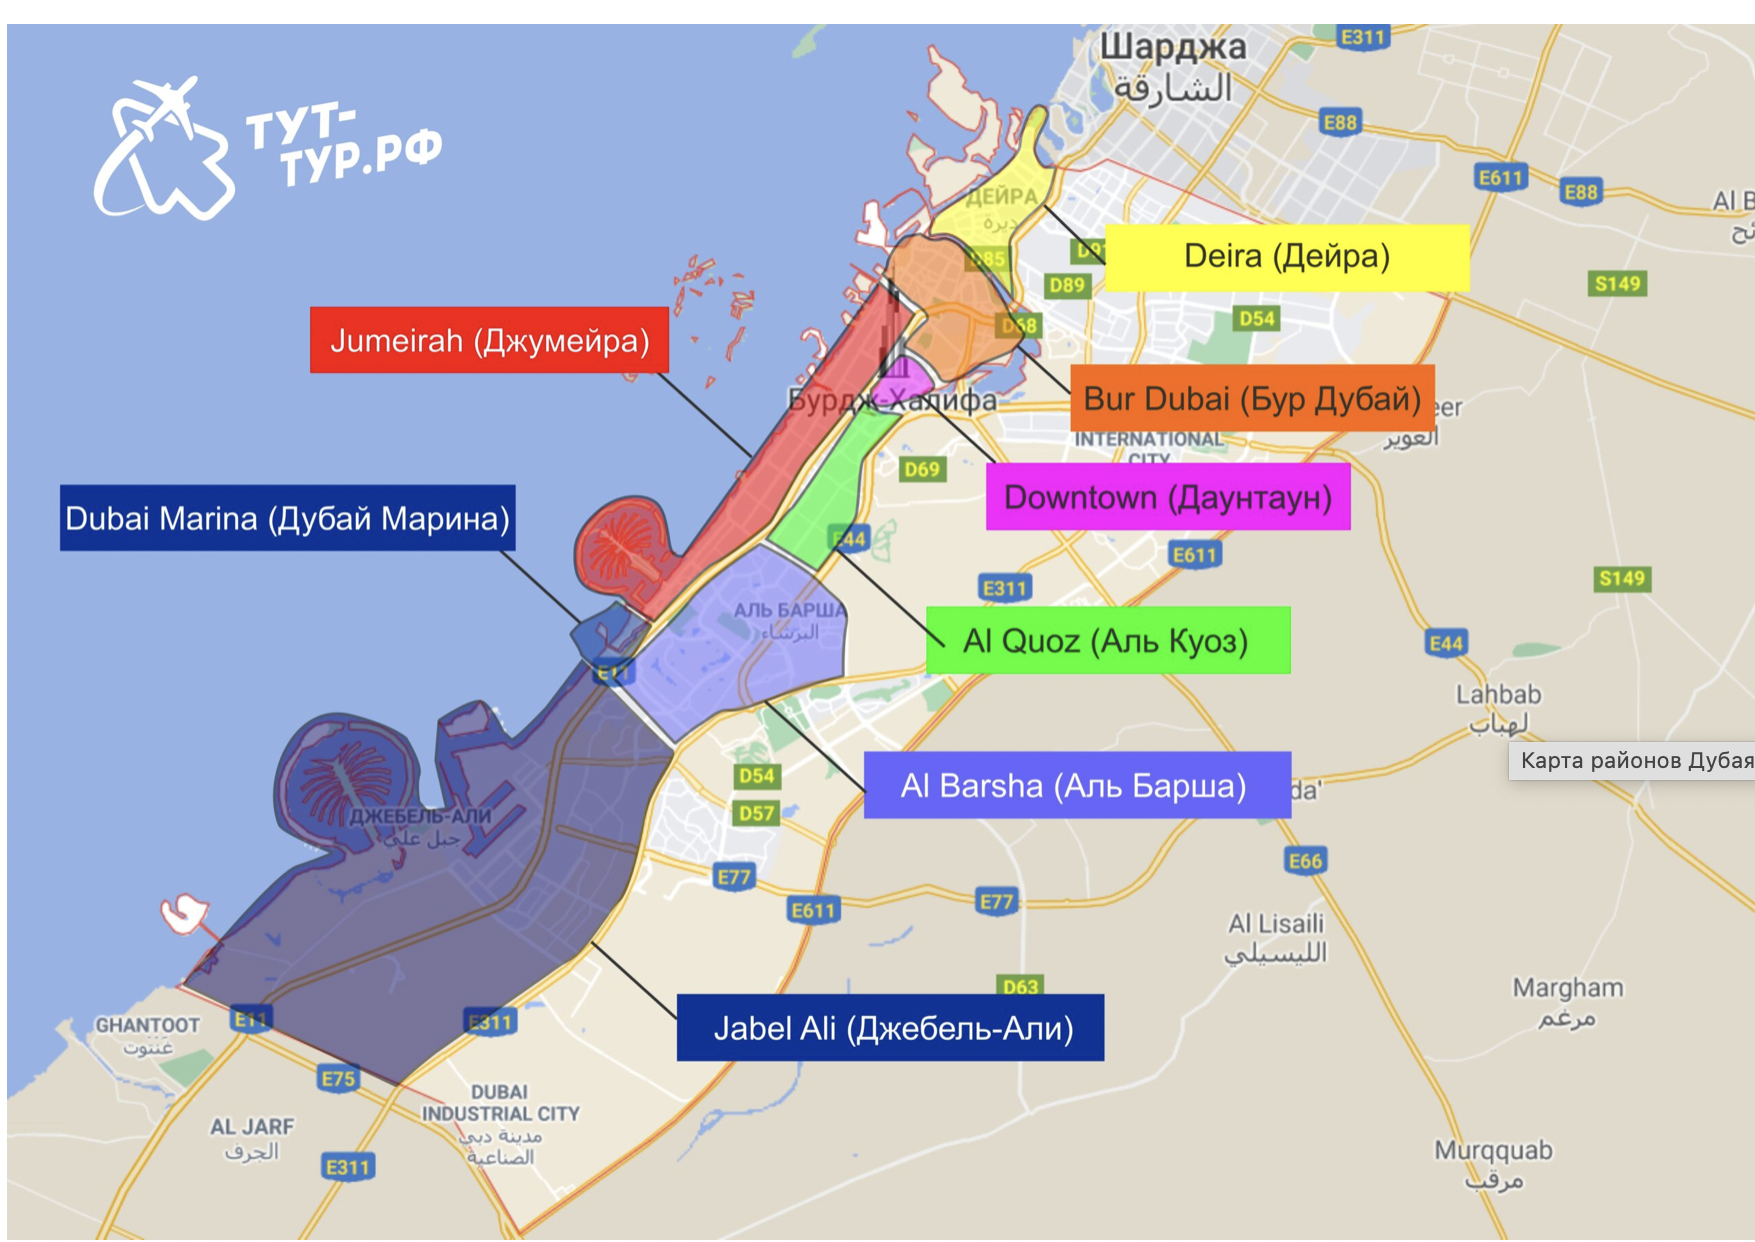 Шарджа
الشارقة
E311
E88
E611
E88
ТУТ-
ТУР.РФ
ДЕЙРА
ديرة
Deira (Дейра)
D85
D89
S149
D68
D54
Jumeirah (Джумейра)
Бурдж-Халифа
Bur Dubai (Бур Дубай)
العوير
INTERNATIONAL
CITY
D69
Downtown (Даунтаун)
Dubai Marina (Дубай Марина)
E44
E611
E311
S149
АЛЬ БАРША
البرشاء
Al Quoz (Аль Куоз)
E44
E11
Lahbab
لهباب
Карта районов Дубая
D54
Al Barsha (Аль Барша)
D57
ДЖЕБЕЛЬ-АЛИ
جبل علي
E66
E77
E611
E77
Al Lisaili
الليسيلي
D63
Margham
مرغم
GHANTOOT
غنتوت
E11
E311
Jabel Ali (Джебель-Али)
E75
DUBAI
INDUSTRIAL CITY
مدينة دبي
الصناعية
AL JARF
الجرف
E311
Murqquab
مرقب